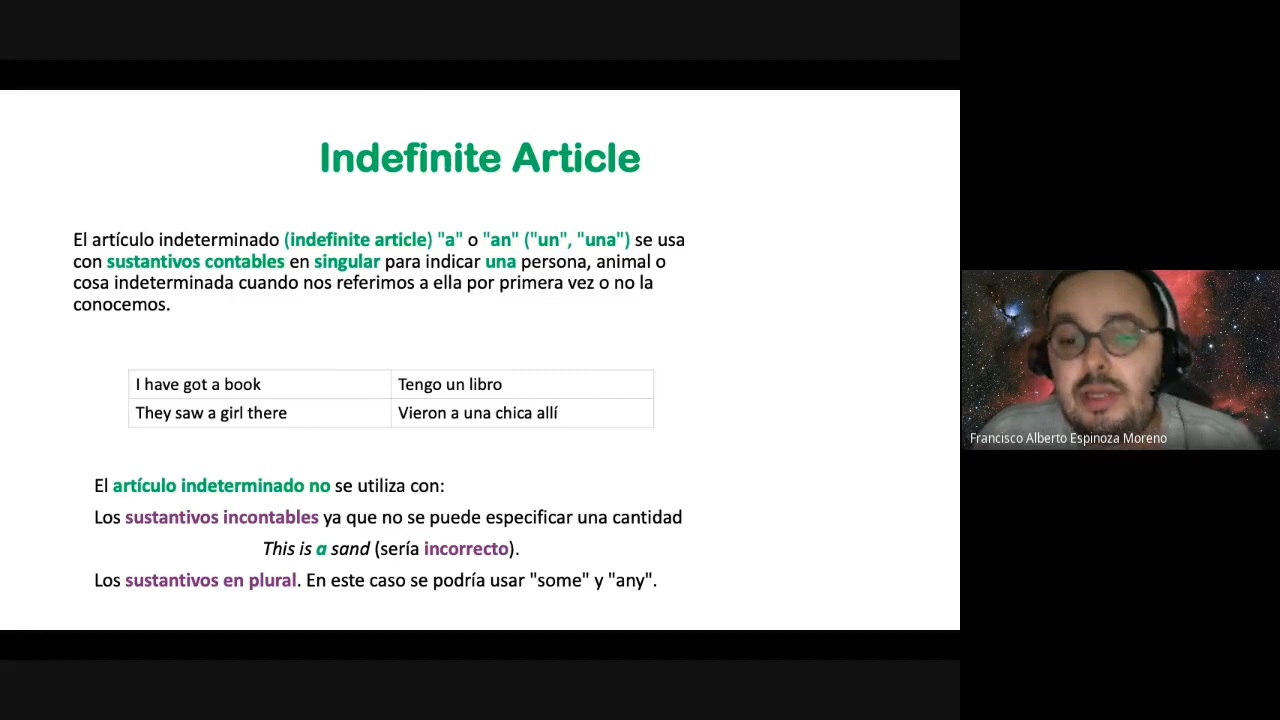 Indefinite Article
El artículo indeterminado (indefinite article) "a" o "an" ("un", "una") se usa
con sustantivos contables en singular para indicar una persona, animal o
cosa indeterminada cuando nos referimos a ella por primera vez o no la
conocemos.
I have got a book Tengo un libro
They saw a girl there Vieron a una chica allí
El artículo indeterminado no se utiliza con:
Los sustantivos incontables ya que no se puede especificar una cantidad
This is a sand (sería incorrecto).
Los sustantivos en plural. En este caso se podría usar "some" y "any".
Francisco Alberto Espinoza Moreno